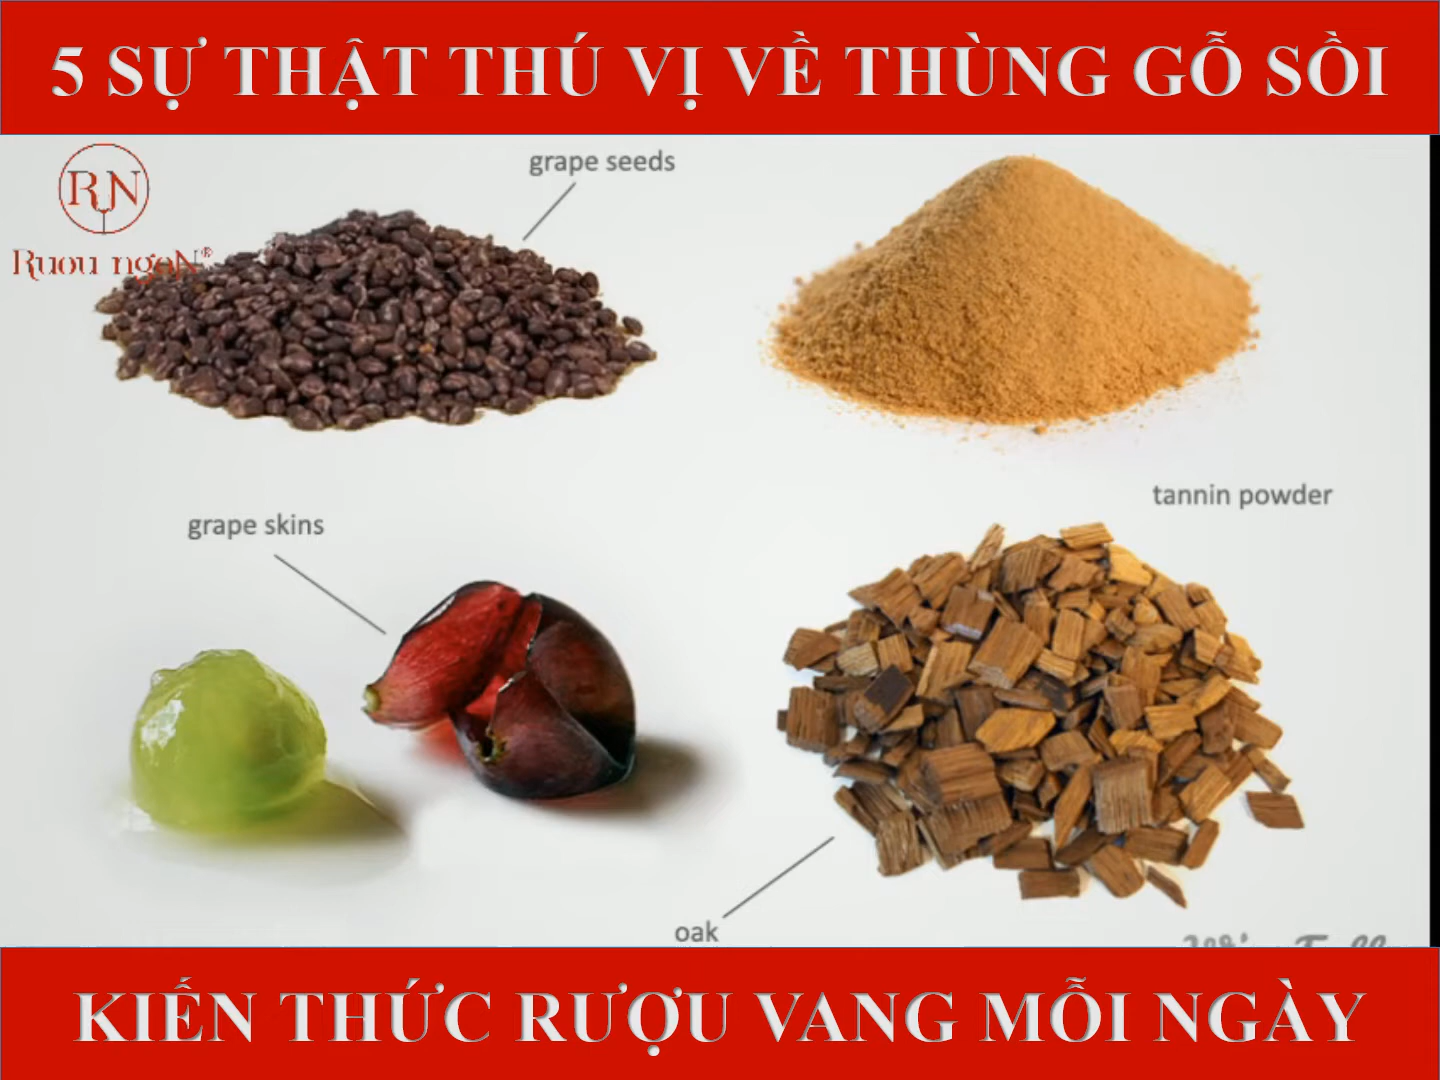 5 SỰ THẬT THÚ VỊ VỀ THÙNG GỖ SỒI
RN
Rượu ngoN®
grape seeds
tannin powder
grape skins
oak
KIẾN THỨC RƯỢU VANG MỖI NGÀY